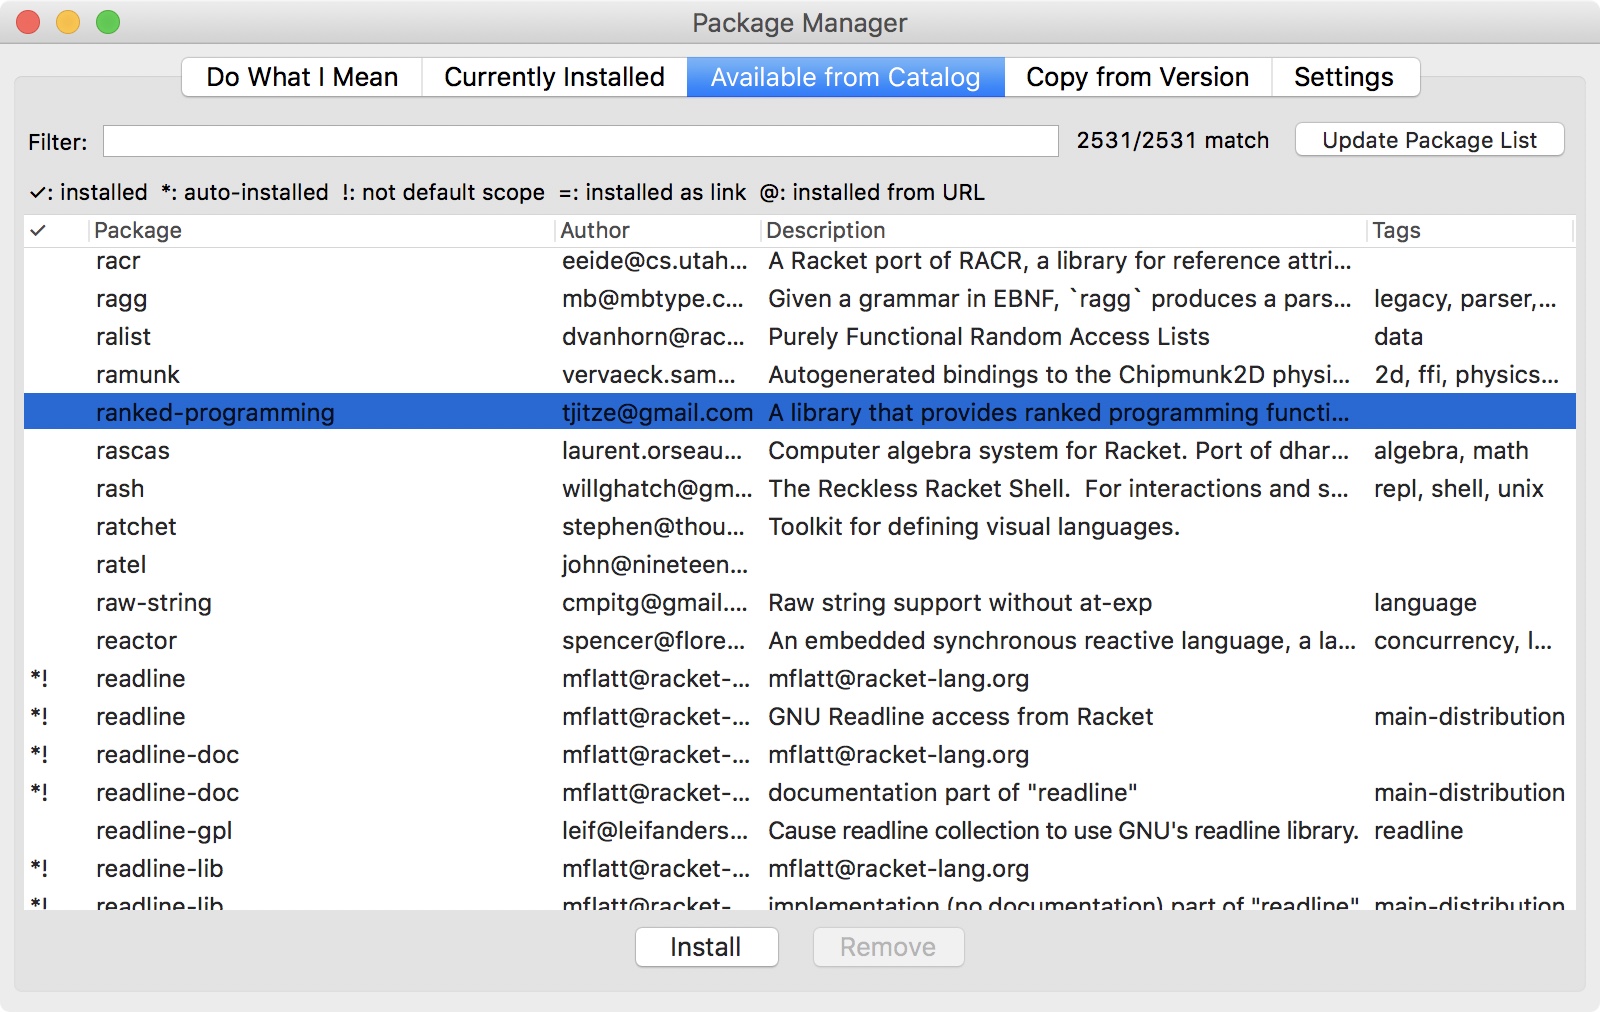 Package Manager
Do What I Mean Currently Installed Available from Catalog Copy from Version Settings
Filter: 2531/2531 match Update Package List
✓: installed *: auto-installed !: not default scope =: installed as link @: installed from URL
✓ Package Author Description Tags
racr eeide@cs.utah... A Racket port of RACR, a library for reference attri...
ragg mb@mbtype.c... Given a grammar in EBNF, `ragg` produces a pars... legacy, parser,...
ralist dvanhorn@rac... Purely Functional Random Access Lists data
ramunk vervaeck.sam... Autogenerated bindings to the Chipmunk2D physi... 2d, ffi, physics...
ranked-programming tjitze@gmail.com A library that provides ranked programming functi...
rascas laurent.orseau... Computer algebra system for Racket. Port of dhar... algebra, math
rash willghatch@gm... The Reckless Racket Shell.  For interactions and s... repl, shell, unix
ratchet stephen@thou... Toolkit for defining visual languages.
ratel john@nineteen...
raw-string cmpitg@gmail.... Raw string support without at-exp language
reactor spencer@flore... An embedded synchronous reactive language, a la... concurrency, l...
*! readline mflatt@racket-... mflatt@racket-lang.org
*! readline mflatt@racket-... GNU Readline access from Racket main-distribution
*! readline-doc mflatt@racket-... mflatt@racket-lang.org
*! readline-doc mflatt@racket-... documentation part of "readline" main-distribution
readline-gpl leif@leifanders... Cause readline collection to use GNU's readline library. readline
*! readline-lib mflatt@racket-... mflatt@racket-lang.org
*! readline-lib mflatt@racket-... implementation (no documentation) part of "readline" main-distribution
Install Remove